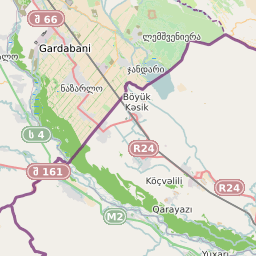 შ 66
ლემშვენიერა
Gardabani
ჯანდარი
ნაზარლო
Böyük
Kəsik
ს 4
R24
შ 161
Köçvəlili
R24
Qarayazı
M2
Yuxarı